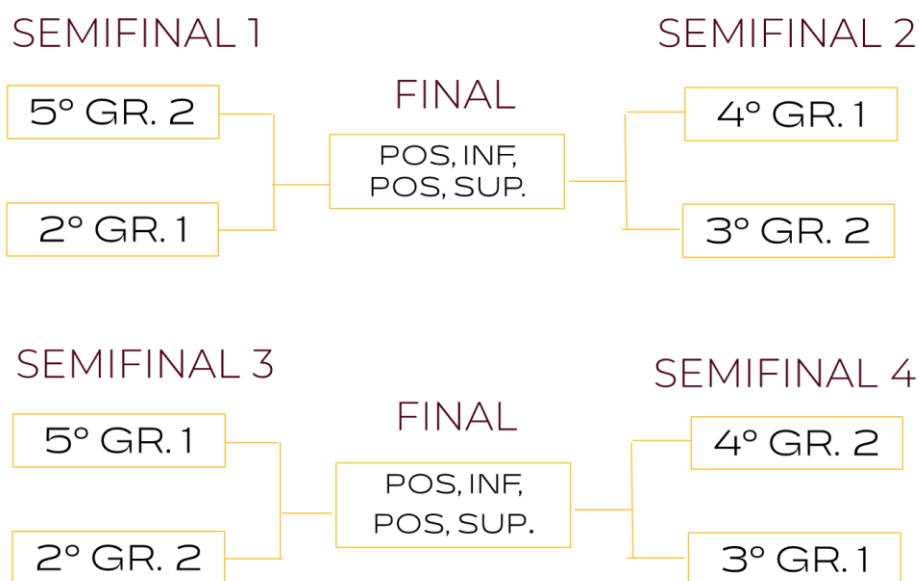 SEMIFINAL 1
SEMIFINAL 2
FINAL
5º GR. 2
4º GR. 1
POS, INF,
POS, SUP.
2º GR. 1
3º GR. 2
SEMIFINAL 3
SEMIFINAL 4
FINAL
5º GR. 1
4º GR. 2
POS, INF,
POS, SUP.
2º GR. 2
3º GR. 1